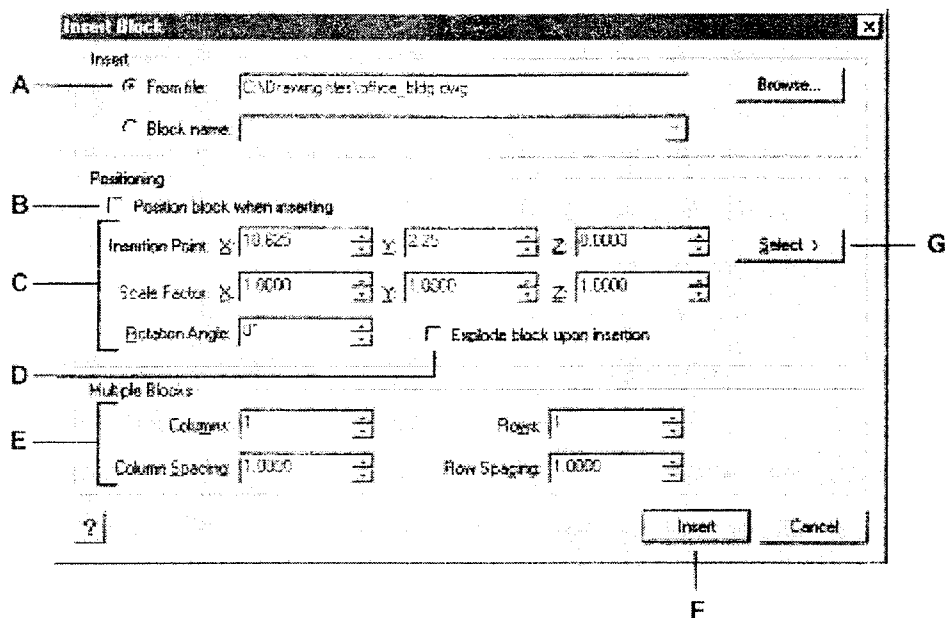 Insert Block
Insert
A From file: C:\Drawing files\office_bldg.dwg Browse...
Block name:
Positioning
B Position block when inserting
Insertion Point: X: 18.625 Y: 2.25 Z: 0.0000 Select > G
C Scale Factor: X: 1.0000 Y: 1.0000 Z: 1.0000
Rotation Angle: 0° Explode block upon insertion
D
Multiple Blocks
E Columns: 1 Rows: 1
Column Spacing: 1.0000 Row Spacing: 1.0000
? Insert Cancel
F